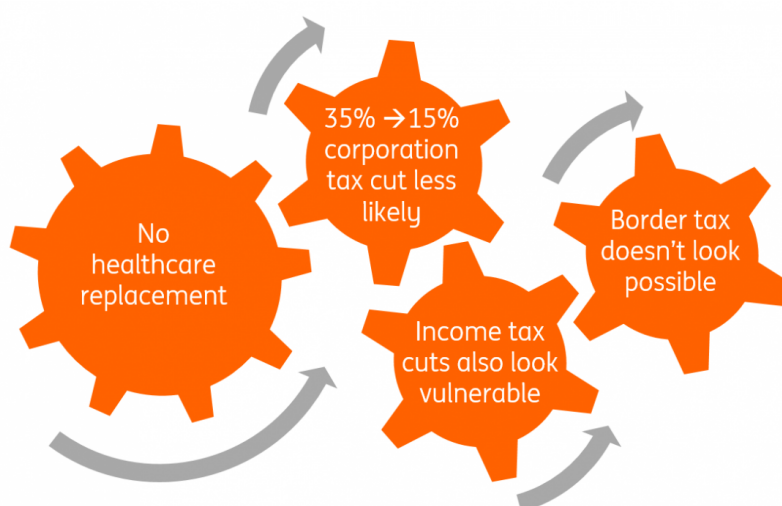 No
healthcare
replacement
35% →15%
corporation
tax cut less
likely
Income tax
cuts also look
vulnerable
Border tax
doesn't look
possible